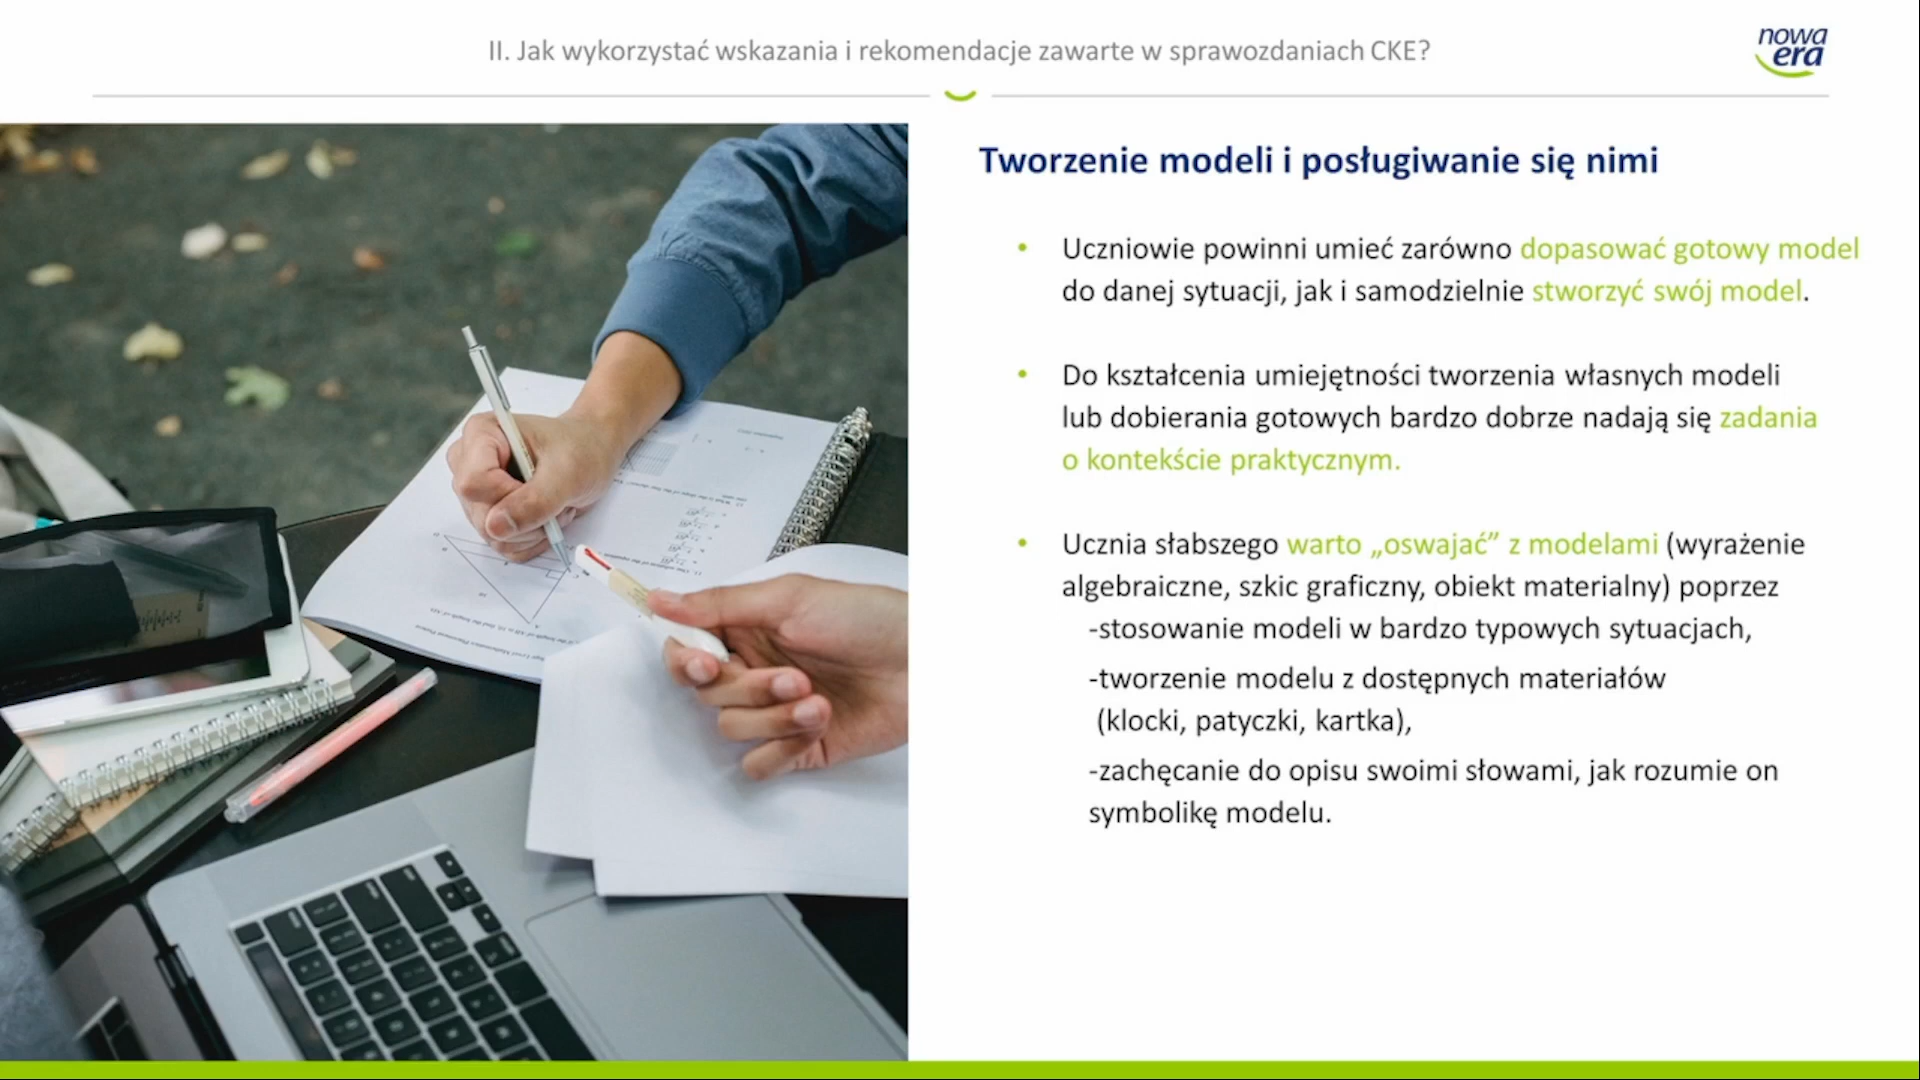 II. Jak wykorzystać wskazania i rekomendacje zawarte w sprawozdaniach CKE?
nowa
era
Tworzenie modeli i posługiwanie się nimi
• Uczniowie powinni umieć zarówno dopasować gotowy model
do danej sytuacji, jak i samodzielnie stworzyć swój model.
• Do kształcenia umiejętności tworzenia własnych modeli
lub dobierania gotowych bardzo dobrze nadają się zadania
o kontekście praktycznym.
• Ucznia słabszego warto „oswajać” z modelami (wyrażenie
algebraiczne, szkic graficzny, obiekt materialny) poprzez
-stosowanie modeli w bardzo typowych sytuacjach,
-tworzenie modelu z dostępnych materiałów
(klocki, patyczki, kartka),
-zachęcanie do opisu swoimi słowami, jak rozumie on
symbolikę modelu.